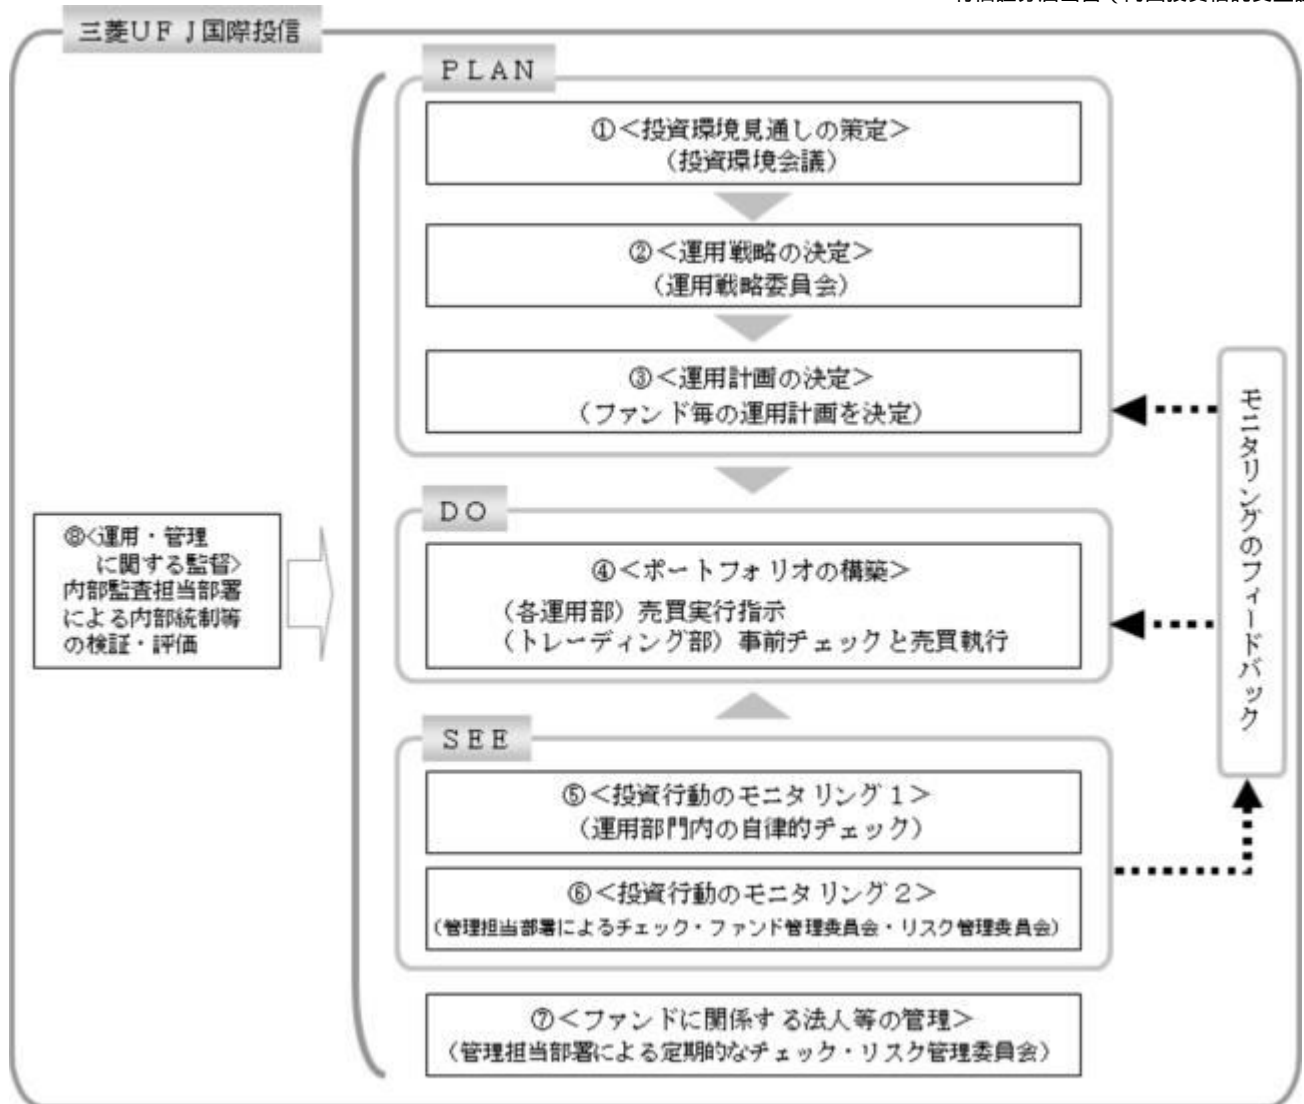 三菱UFJ国際投信
PLAN
①<投資環境見通しの策定>
(投資環境会議)
②<運用戦略の決定>
(運用戦略委員会)
③<運用計画の決定>
(ファンド毎の運用計画を決定)
DO
④<ポートフォリオの構築>
(各運用部)売買実行指示
(トレーディング部)事前チェックと売買執行
SEE
⑤<投資行動のモニタリング1>
(運用部門内の自律的チェック)
⑥<投資行動のモニタリング2>
(管理担当部署によるチェック・ファンド管理委員会・リスク管理委員会)
⑦<ファンドに関係する法人等の管理>
(管理担当部署による定期的なチェック・リスク管理委員会)
⑧<運用・管理
に関する監督>
内部監査担当部署
による内部統制等
の検証・評価
モニタリングのフィードバック